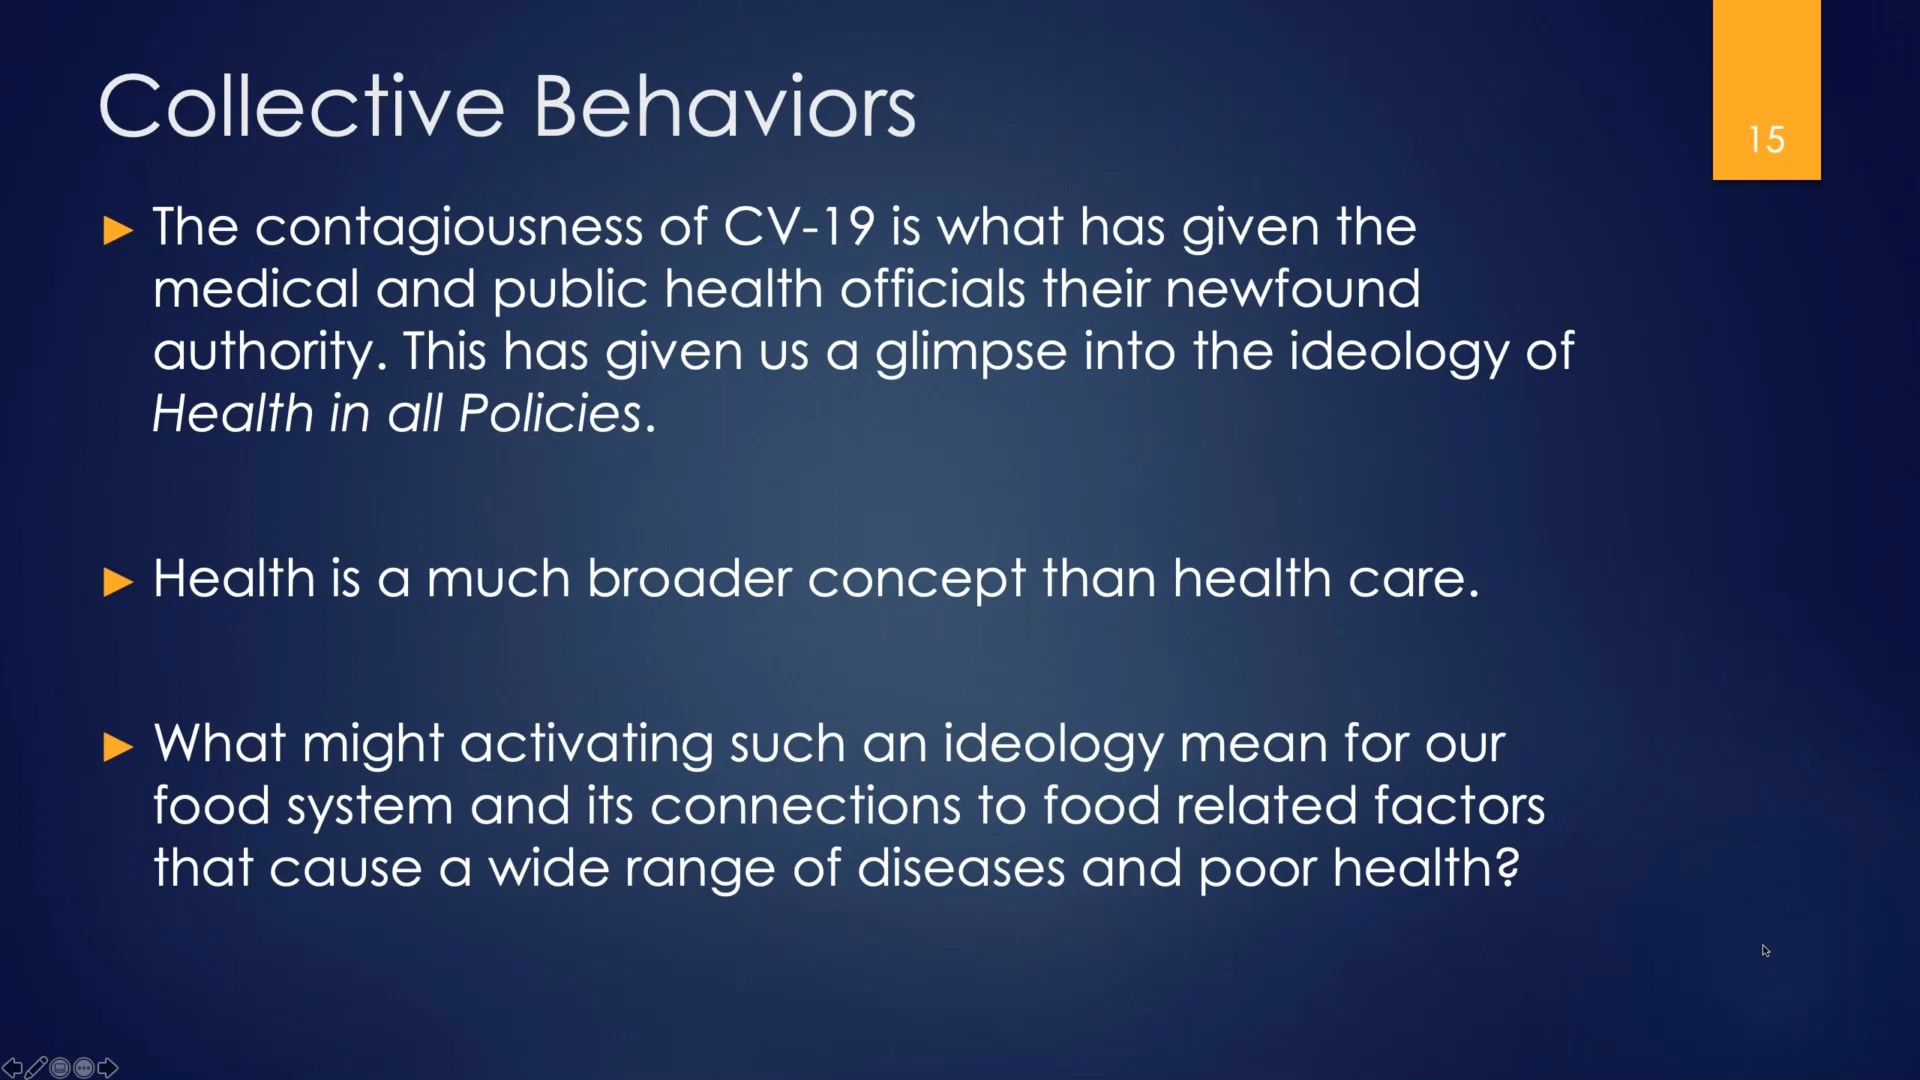 Collective Behaviors
15
The contagiousness of CV-19 is what has given the
medical and public health officials their newfound
authority. This has given us a glimpse into the ideology of
Health in all Policies.
Health is a much broader concept than health care.
What might activating such an ideology mean for our
food system and its connections to food related factors
that cause a wide range of diseases and poor health?